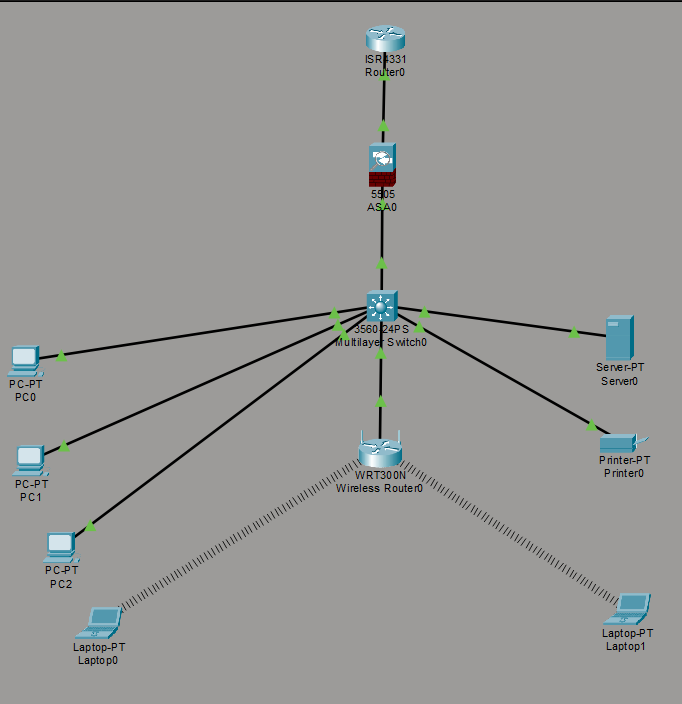 ISR4331
Router0
5505
ASA0
3560-24PS
Multilayer Switch0
Server-PT
Server0
PC-PT
PC0
Printer-PT
Printer0
WRT300N
Wireless Router0
PC-PT
PC1
PC-PT
PC2
Laptop-PT
Laptop0
Laptop-PT
Laptop1